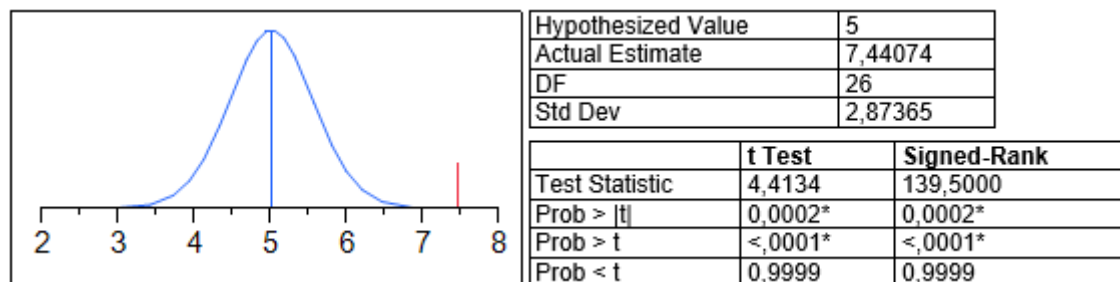 2 3 4 5 6 7 8
Hypothesized Value 5
Actual Estimate 7,44074
DF 26
Std Dev 2,87365
t Test Signed-Rank
Test Statistic 4,4134 139,5000
Prob > |t| 0,0002* 0,0002*
Prob > t <,0001* <,0001*
Prob < t 0,9999 0,9999